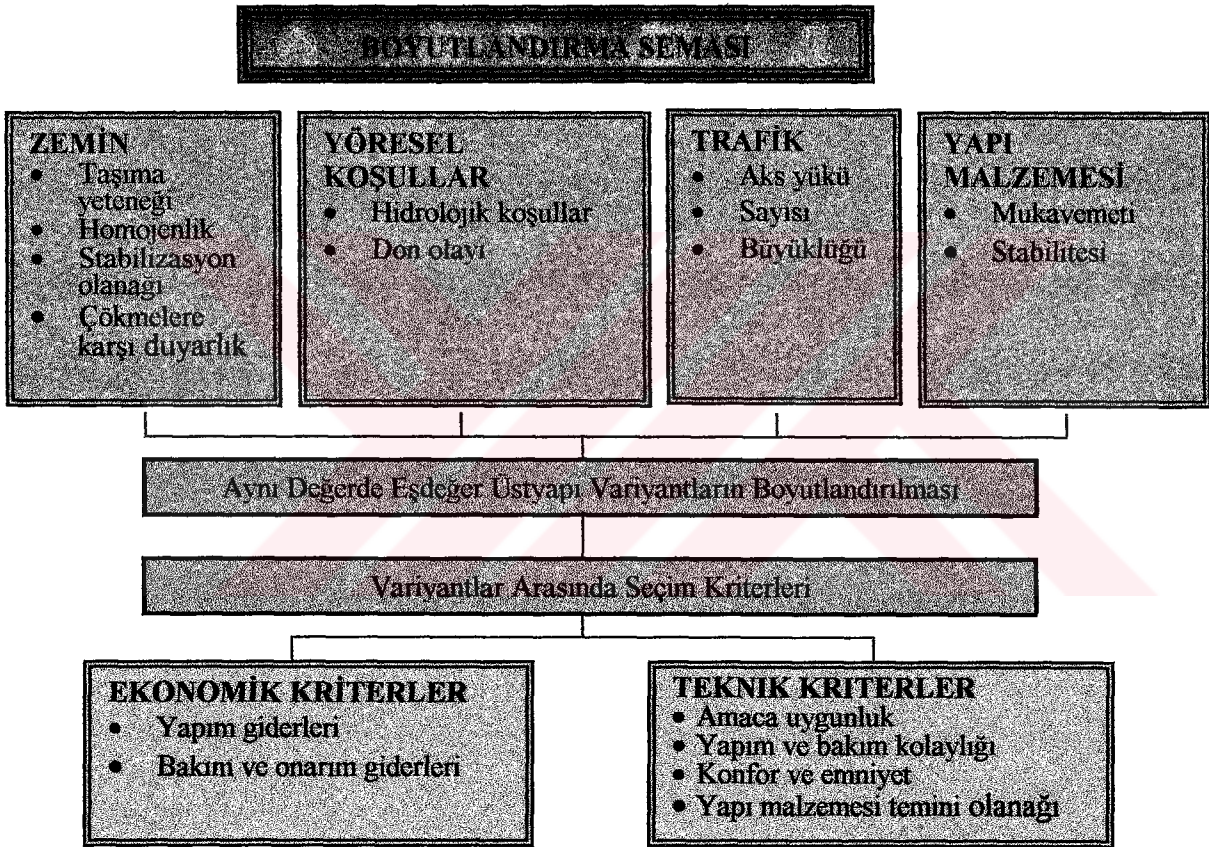 BOYUTLANDIRMA ŞEMASI
ZEMİN
• Taşıma
yeteneği
• Homojenlik
• Stabilizasyon
olanağı
• Çökmelere
karşı duyarlık
YÖRESEL
KOŞULLAR
• Hidrolojik koşullar
• Don olayı
TRAFİK
• Aks yükü
• Sayısı
• Büyüklüğü
YAPI
MALZEMESİ
• Mukavemeti
• Stabilitesi
Aynı Değerde Eşdeğer Üstyapı Variyantların Boyutlandırılması
Variyantlar Arasında Seçim Kriterleri
EKONOMİK KRİTERLER
• Yapım giderleri
• Bakım ve onarım giderleri
TEKNIK KRITERLER
• Amaca uygunluk
• Yapım ve bakım kolaylığı
• Konfor ve emniyet
• Yapı malzemesi temini olanağı